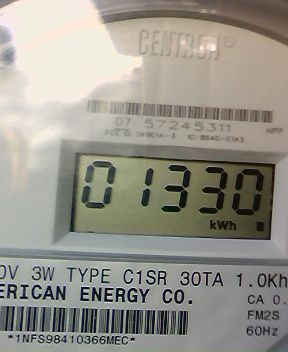 CENTRON®
07 57245311
HPP
01330
kWh
0V 3W TYPE C1SR 30TA 1.0Kh
ERICAN ENERGY CO.
CA 0.
FM2S
60Hz
*1NFS98410366MEC*